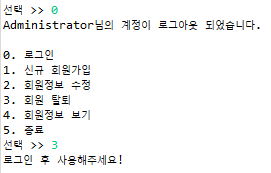 선택 >> 0
Administrator님의 계정이 로그아웃 되었습니다.
0. 로그인
1. 신규 회원가입
2. 회원정보 수정
3. 회원 탈퇴
4. 회원정보 보기
5. 종료
선택 >> 3
로그인 후 사용해주세요!